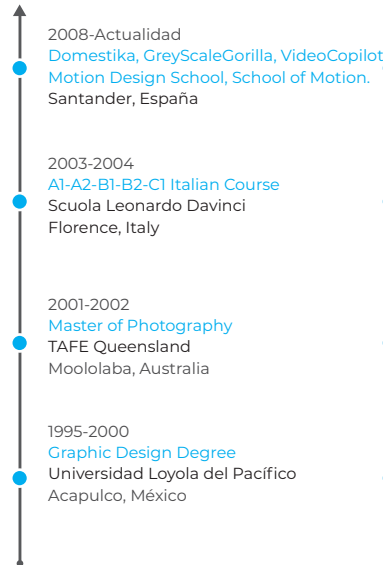 2008-Actualidad
Domestika, GreyScaleGorilla, VideoCopilot
Motion Design School, School of Motion.
Santander, España
2003-2004
A1-A2-B1-B2-C1 Italian Course
Scuola Leonardo Davinci
Florence, Italy
2001-2002
Master of Photography
TAFE Queensland
Moololaba, Australia
1995-2000
Graphic Design Degree
Universidad Loyola del Pacífico
Acapulco, México